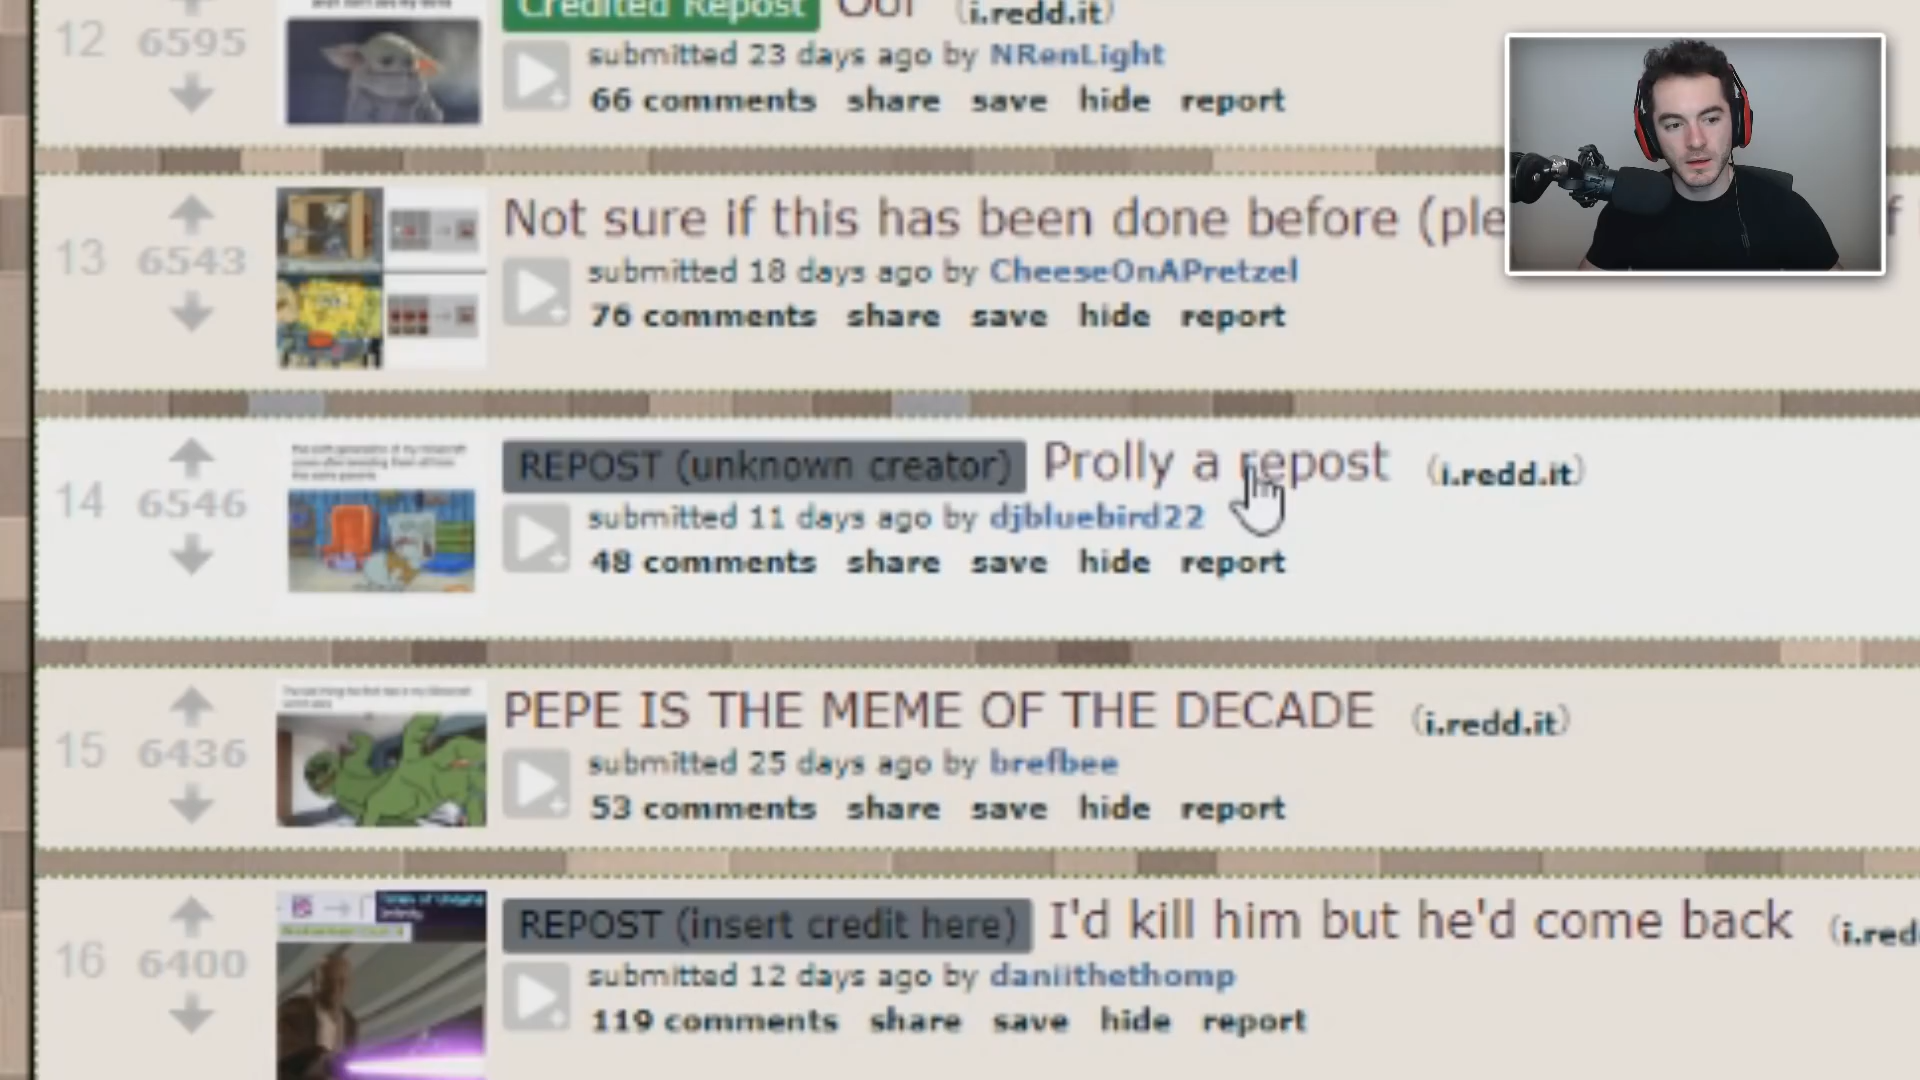 12
6595
Credited Repost
(i.redd.it)
submitted 23 days ago by NRenLight
66 comments share save hide report
13
6543
Not sure if this has been done before (ple
submitted 18 days ago by CheeseOnAPretzel
76 comments share save hide report
14
6546
REPOST (unknown creator) Prolly a repost (i.redd.it)
submitted 11 days ago by djbluebird22
48 comments share save hide report
15
6436
PEPE IS THE MEME OF THE DECADE (i.redd.it)
submitted 25 days ago by brefbee
53 comments share save hide report
16
6400
REPOST (insert credit here) I'd kill him but he'd come back (i.red
submitted 12 days ago by daniithethomp
119 comments share save hide report